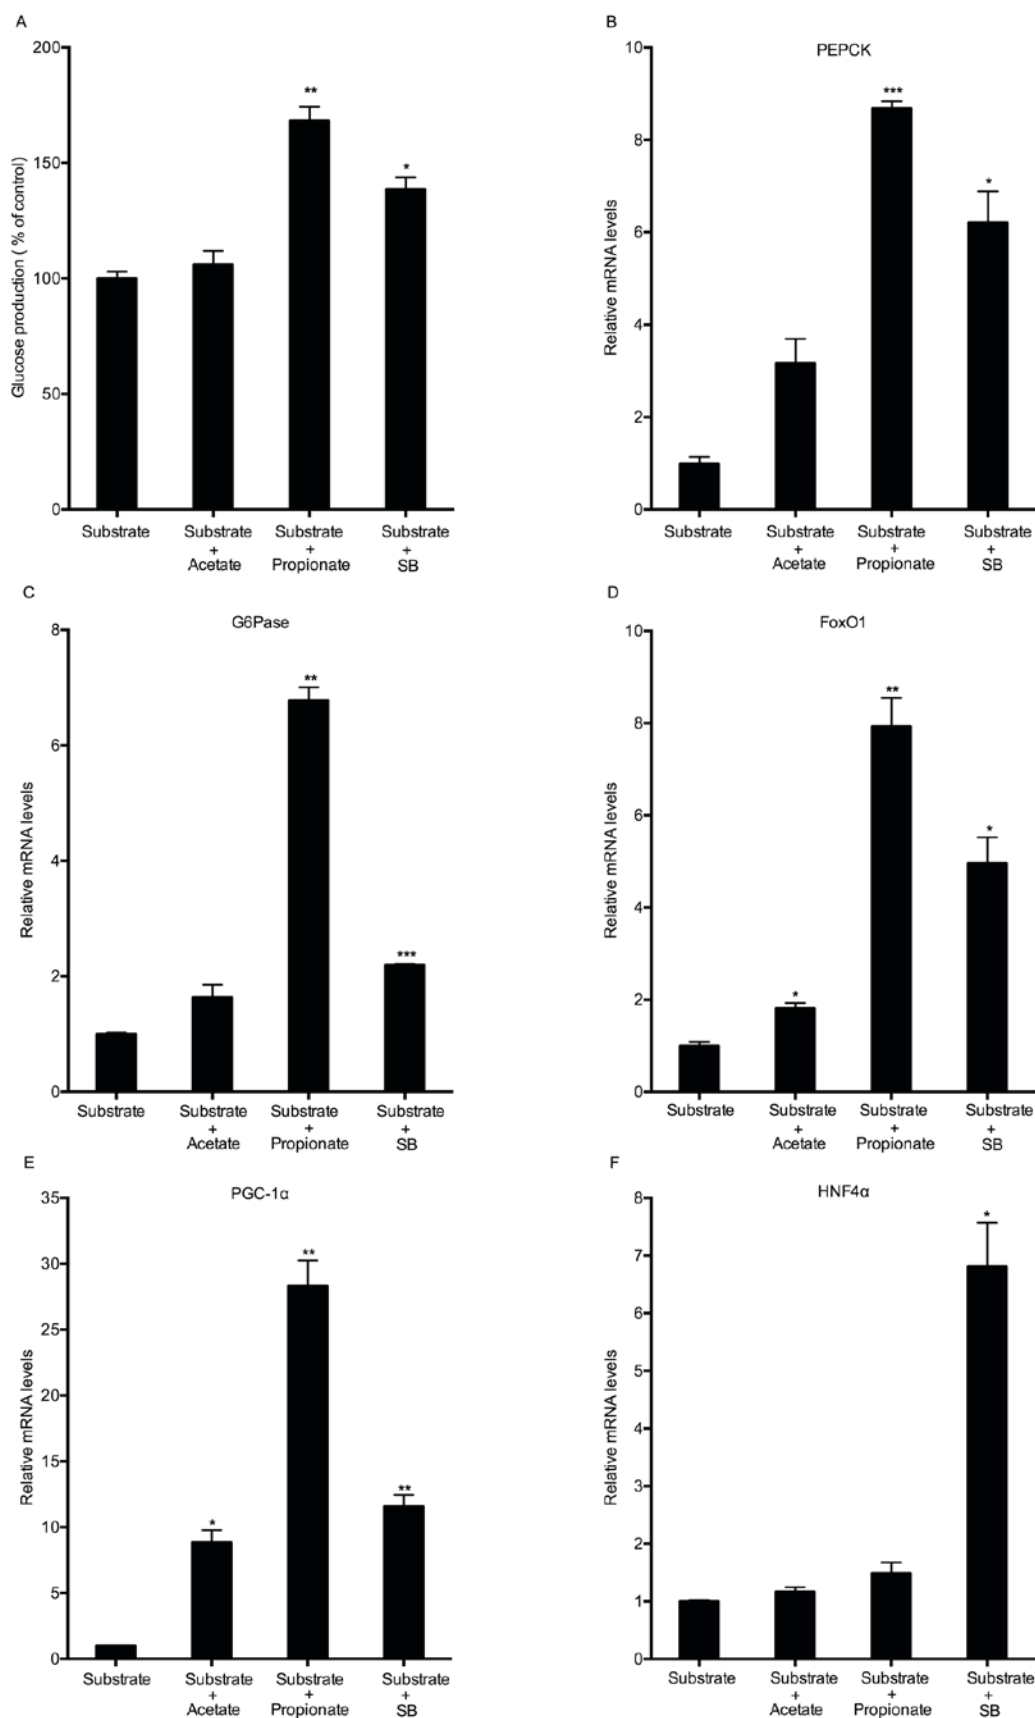 A
200
150
100
50
0
Glucose production ( % of control)
**
*
Substrate
Substrate
+
Acetate
Substrate
+
Propionate
Substrate
+
SB
B
PEPCK
10
8
6
4
2
0
Relative mRNA levels
***
*
Substrate
Substrate
+
Acetate
Substrate
+
Propionate
Substrate
+
SB
C
G6Pase
8
6
4
2
0
Relative mRNA levels
**
***
Substrate
Substrate
+
Acetate
Substrate
+
Propionate
Substrate
+
SB
D
FoxO1
10
8
6
4
2
0
Relative mRNA levels
*
**
*
Substrate
Substrate
+
Acetate
Substrate
+
Propionate
Substrate
+
SB
E
PGC-1α
35
30
25
20
15
10
5
0
Relative mRNA levels
*
**
**
Substrate
Substrate
+
Acetate
Substrate
+
Propionate
Substrate
+
SB
F
HNF4α
8
7
6
5
4
3
2
1
0
Relative mRNA levels
*
Substrate
Substrate
+
Acetate
Substrate
+
Propionate
Substrate
+
SB